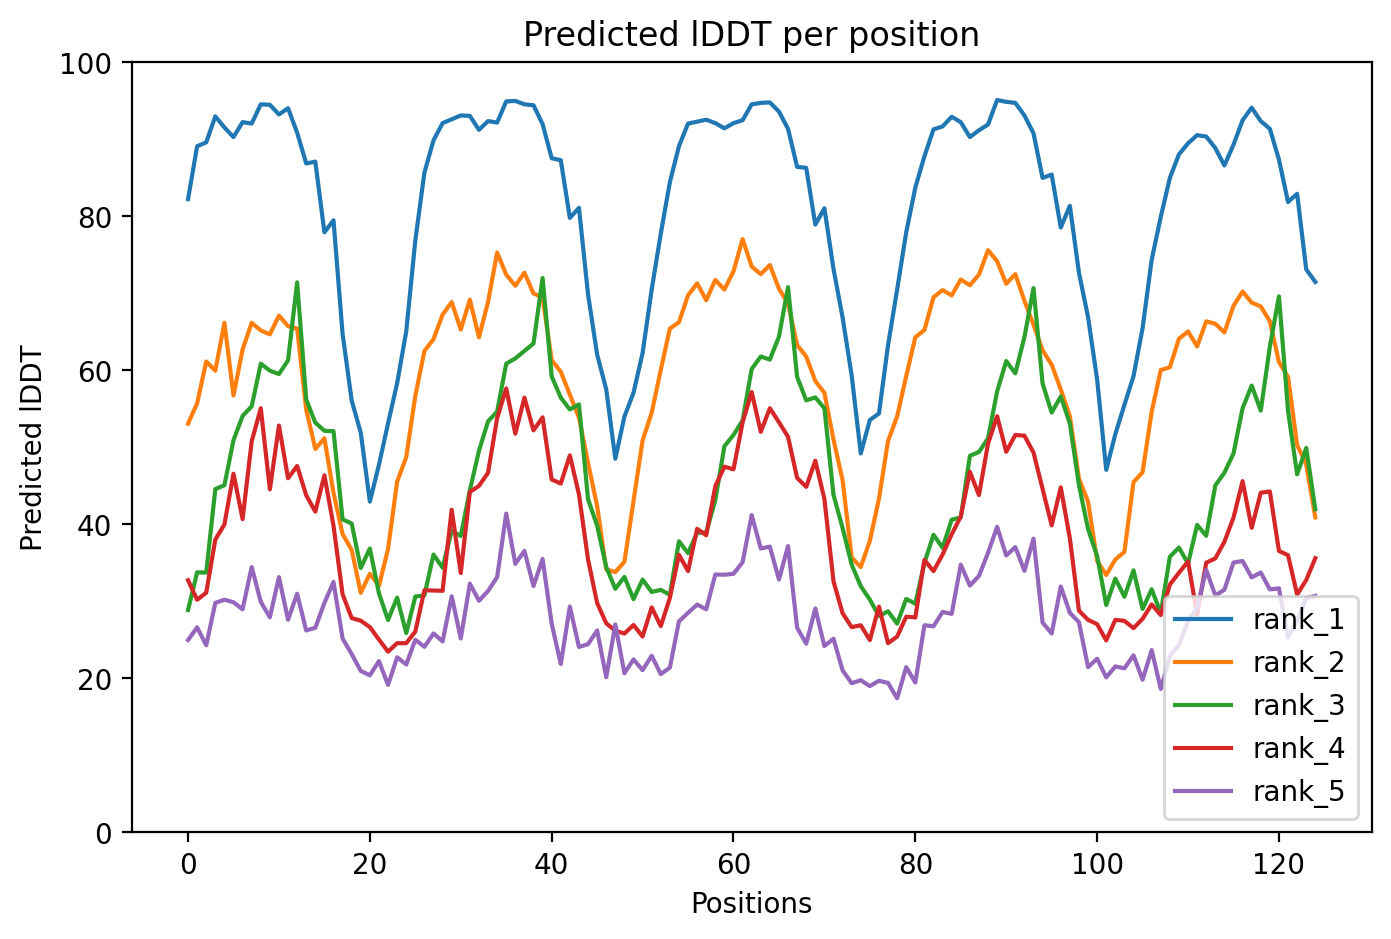 Predicted lDDT per position
100
80
60
40
20
0
Predicted lDDT
0 20 40 60 80 100 120
Positions
rank_1
rank_2
rank_3
rank_4
rank_5